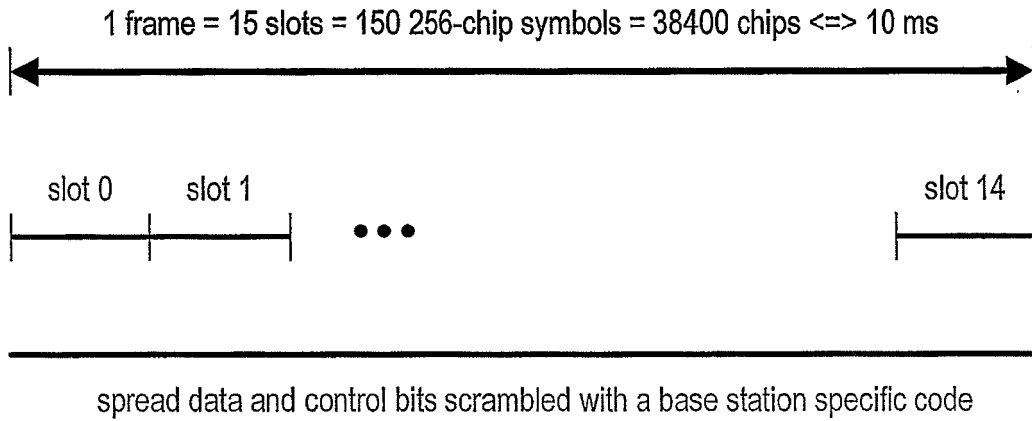 1 frame = 15 slots = 150 256-chip symbols = 38400 chips <=> 10 ms
slot 0 slot 1 slot 14
spread data and control bits scrambled with a base station specific code